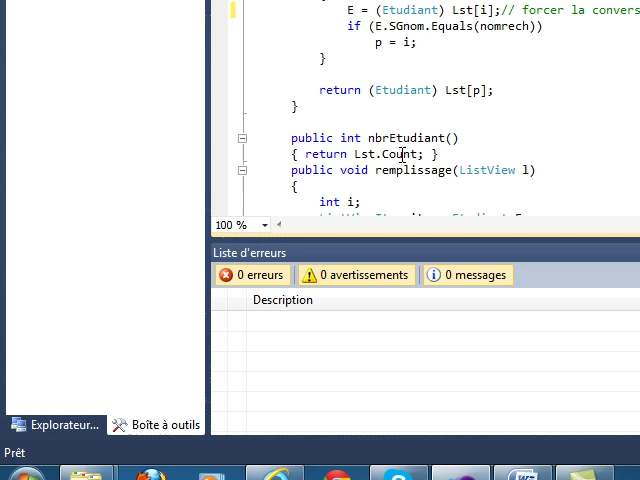 E = (Etudiant) Lst[i];// forcer la convers
if (E.SGnom.Equals(nomrech))
p = i;
}
return (Etudiant) Lst[p];
}
public int nbrEtudiant()
{ return Lst.Count; }
public void remplissage(ListView l)
{
int i;
100 %
Liste d'erreurs
0 erreurs
0 avertissements
0 messages
Description
Explorateur...
Boîte à outils
Prêt